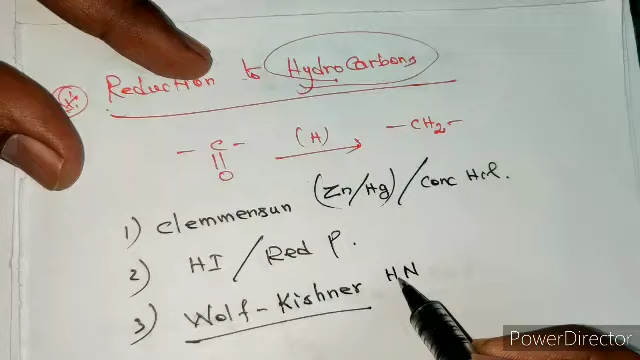 Reduction to HydroCarbons
- C - (H) → - CH2 -
O
1) Clemmensun (Zn/Hg)/Conc Hcl.
2) HI / Red P.
3) Wolf - Kishner HN
PowerDirector